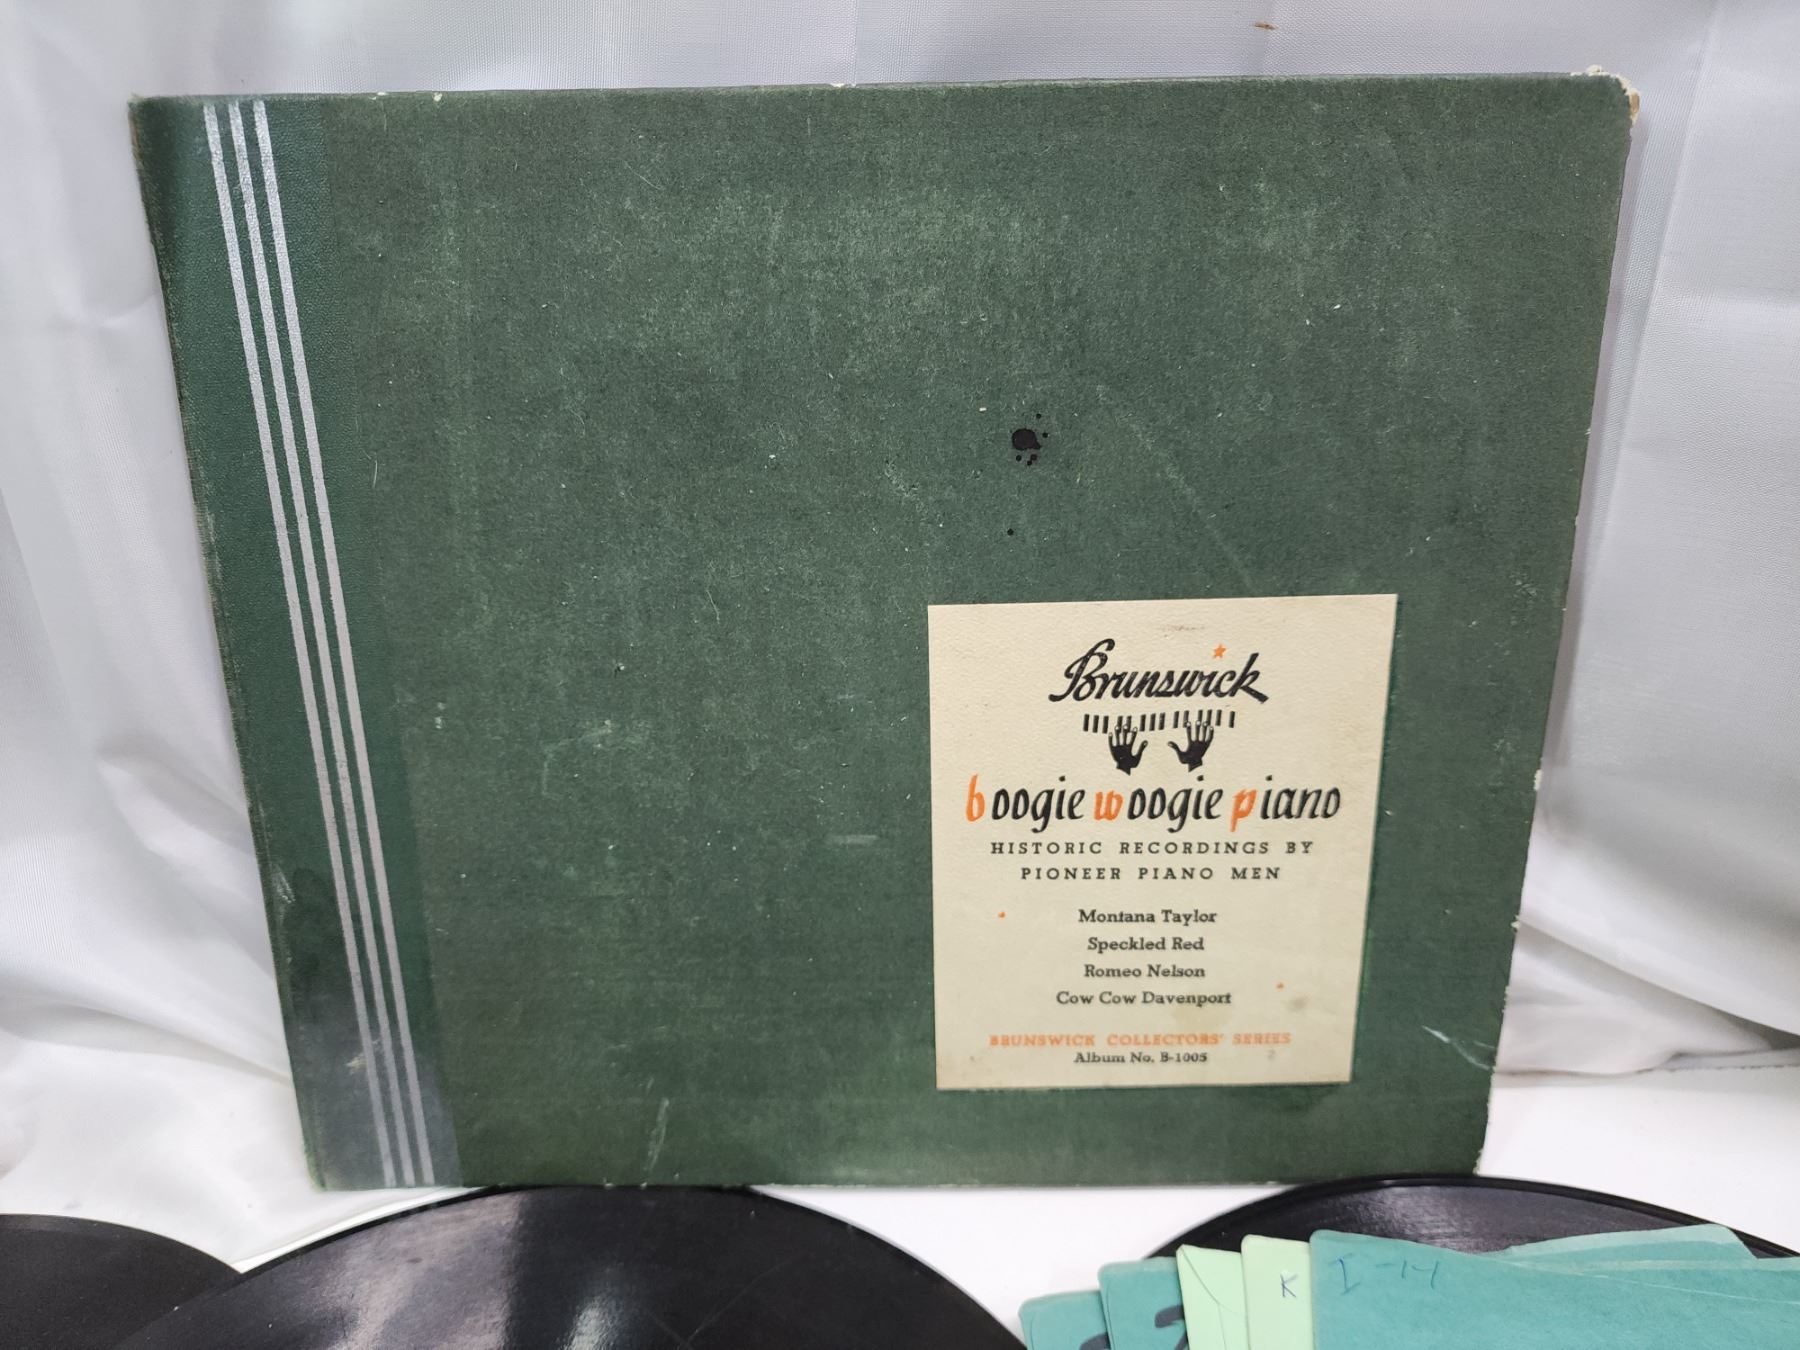 Brunswick
boogie woogie piano
HISTORIC RECORDINGS BY
PIONEER PIANO MEN
Montana Taylor
Speckled Red
Romeo Nelson
Cow Cow Davenport
BRUNSWICK COLLECTORS' SERIES
Album No. B-1005
K
I-14